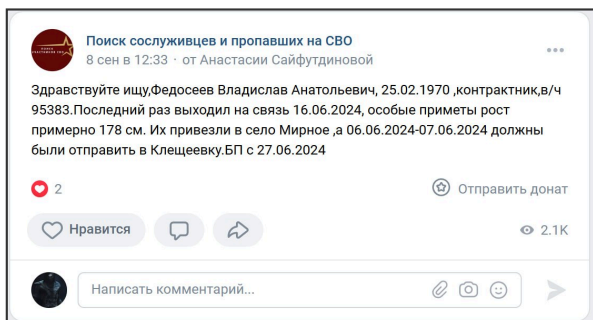 Поиск сослуживцев и пропавших на СВО
8 сен в 12:33 · от Анастасии Сайфутдиновой
Здравствуйте ищу,Федосеев Владислав Анатольевич, 25.02.1970 ,контрактник,в/ч
95383.Последний раз выходил на связь 16.06.2024, особые приметы рост
примерно 178 см. Их привезли в село Мирное ,а 06.06.2024-07.06.2024 должны
были отправить в Клещеевку.БП с 27.06.2024
2
Отправить донат
Нравится
2.1K
Написать комментарий...